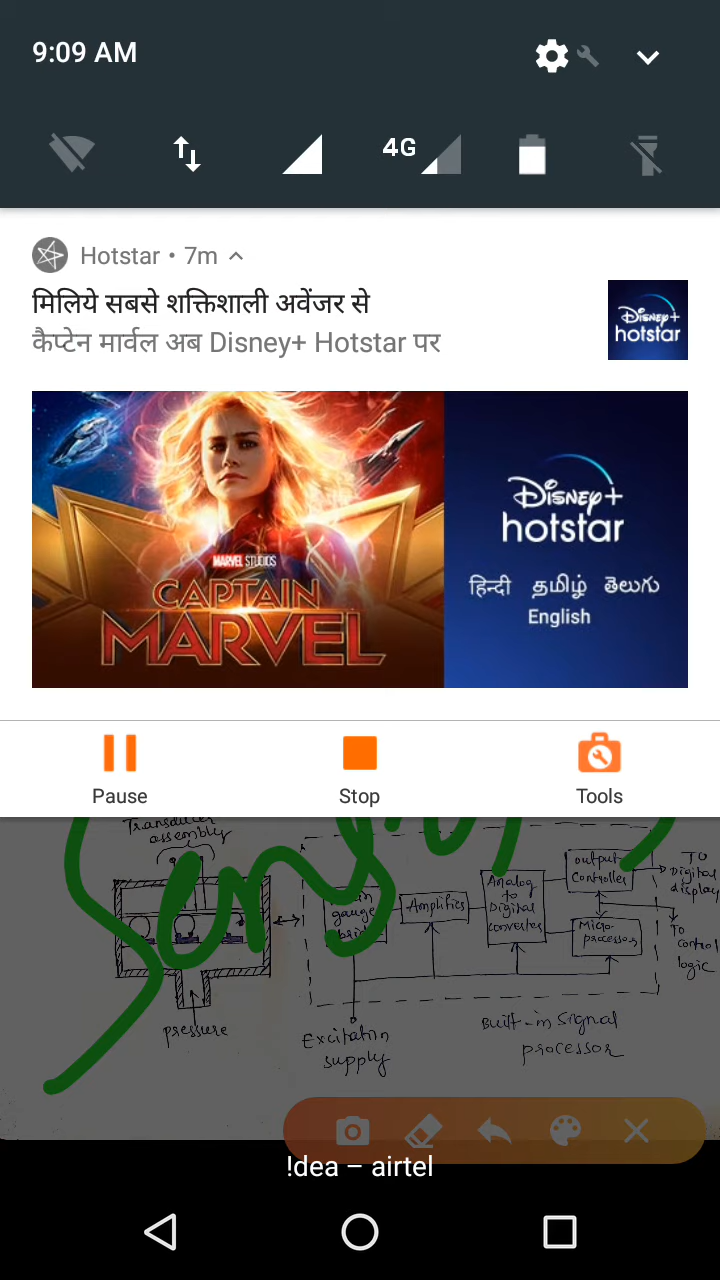 9:09 AM
4G
Hotstar • 7m
मिलिये सबसे शक्तिशाली अवेंजर से
कैप्टेन मार्वल अब Disney+ Hotstar पर
Disney+
hotstar
MARVEL STUDIOS
CAPTAIN
MARVEL
Disney+
hotstar
हिन्दी தமிழ் తెలుగు
English
Pause
Stop
Tools
Transducer
assembly
gauge
Amplifics
Analog
to
Digital
converter
output
controller
TO
Digital
display
Micro-
processor
To
control
logic
pressure
Excitation
supply
Built-in Signal
processor
!dea – airtel